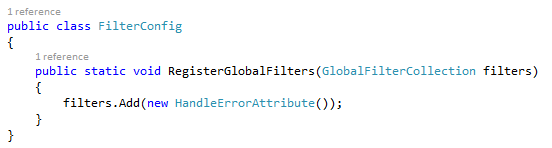 1 reference
public class FilterConfig
{
1 reference
public static void RegisterGlobalFilters(GlobalFilterCollection filters)
{
filters.Add(new HandleErrorAttribute());
}
}